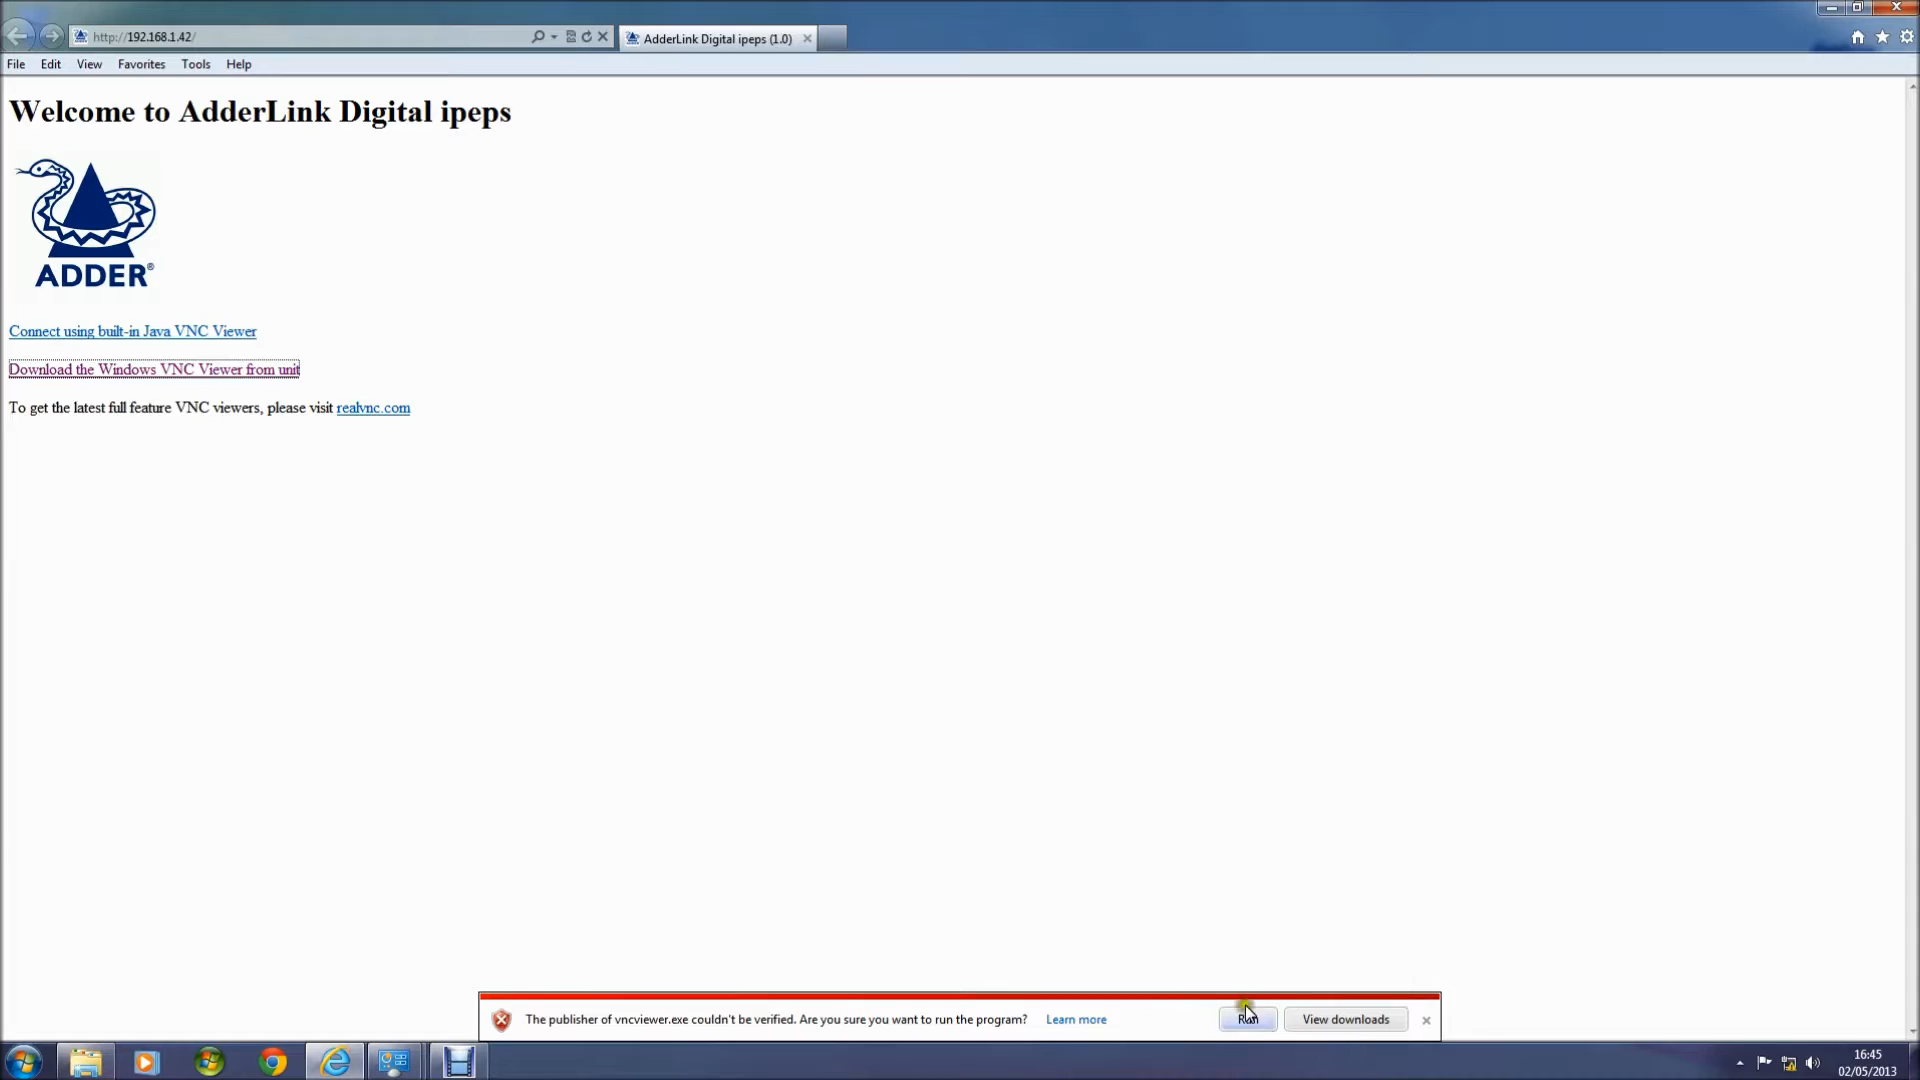 http://192.168.1.42/
AdderLink Digital ipeps (1.0)
File Edit View Favorites Tools Help
Welcome to AdderLink Digital ipeps
ADDER®
Connect using built-in Java VNC Viewer
Download the Windows VNC Viewer from unit
To get the latest full feature VNC viewers, please visit realvnc.com
The publisher of vncviewer.exe couldn't be verified. Are you sure you want to run the program? Learn more Run View downloads
16:45
02/05/2013